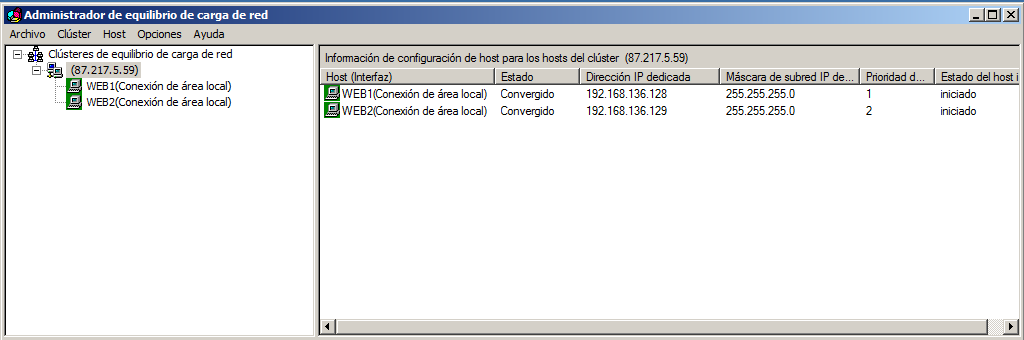 Administrador de equilibrio de carga de red
Archivo Clúster Host Opciones Ayuda
Clústeres de equilibrio de carga de red
(87.217.5.59)
WEB1(Conexión de área local)
WEB2(Conexión de área local)
Información de configuración de host para los hosts del clúster (87.217.5.59)
Host (Interfaz) Estado Dirección IP dedicada Máscara de subred IP de... Prioridad d... Estado del host i
WEB1(Conexión de área local) Convergido 192.168.136.128 255.255.255.0 1 iniciado
WEB2(Conexión de área local) Convergido 192.168.136.129 255.255.255.0 2 iniciado